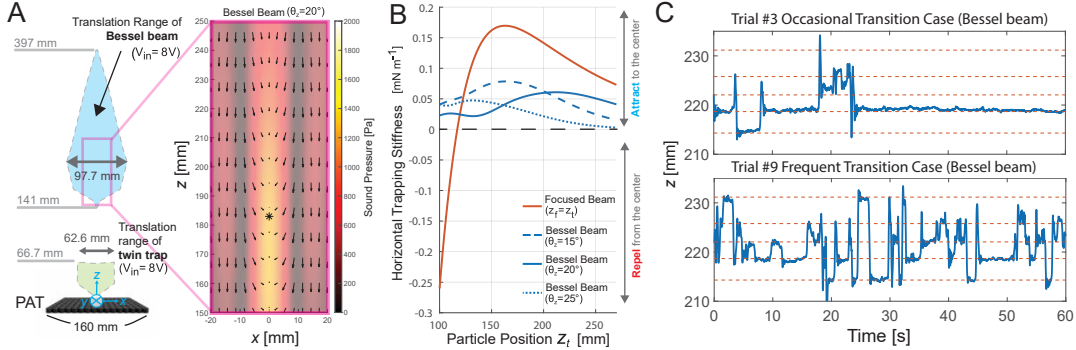 A
Translation Range of
Bessel beam
(Vin= 8V)
397 mm
97.7 mm
141 mm
62.6 mm
Translation
range of
twin trap
(Vin= 8V)
66.7 mm
z
y
x
PAT
160 mm
Bessel Beam (θz=20°)
z [mm]
250
240
230
220
210
200
190
180
170
160
150
-20
-10
0
10
20
x [mm]
2000
1800
1600
1400
1200
1000
800
600
400
200
0
Sound Pressure [Pa]
B
Horizontal Trapping Stiffness [mN m⁻¹]
0.2
0.15
0.1
0.05
0
-0.05
-0.1
-0.15
-0.2
-0.25
-0.3
100
150
200
250
Particle Position zt [mm]
Focused Beam
(zf=zt)
Bessel Beam
(θz=15°)
Bessel Beam
(θz=20°)
Bessel Beam
(θz=25°)
Attract to the center
Repel from the center
C
Trial #3 Occasional Transition Case (Bessel beam)
230
220
210
Trial #9 Frequent Transition Case (Bessel beam)
z [mm]
230
220
210
0
10
20
30
40
50
60
Time [s]